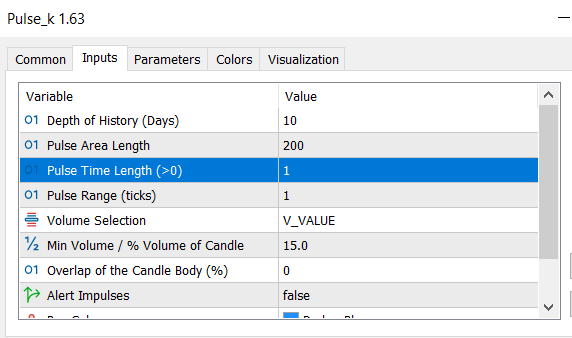 Pulse_k 1.63
Common Inputs Parameters Colors Visualization
Variable Value
01 Depth of History (Days) 10
01 Pulse Area Length 200
01 Pulse Time Length (>0) 1
01 Pulse Range (ticks) 1
Volume Selection V_VALUE
½ Min Volume / % Volume of Candle 15.0
01 Overlap of the Candle Body (%) 0
Alert Impulses false